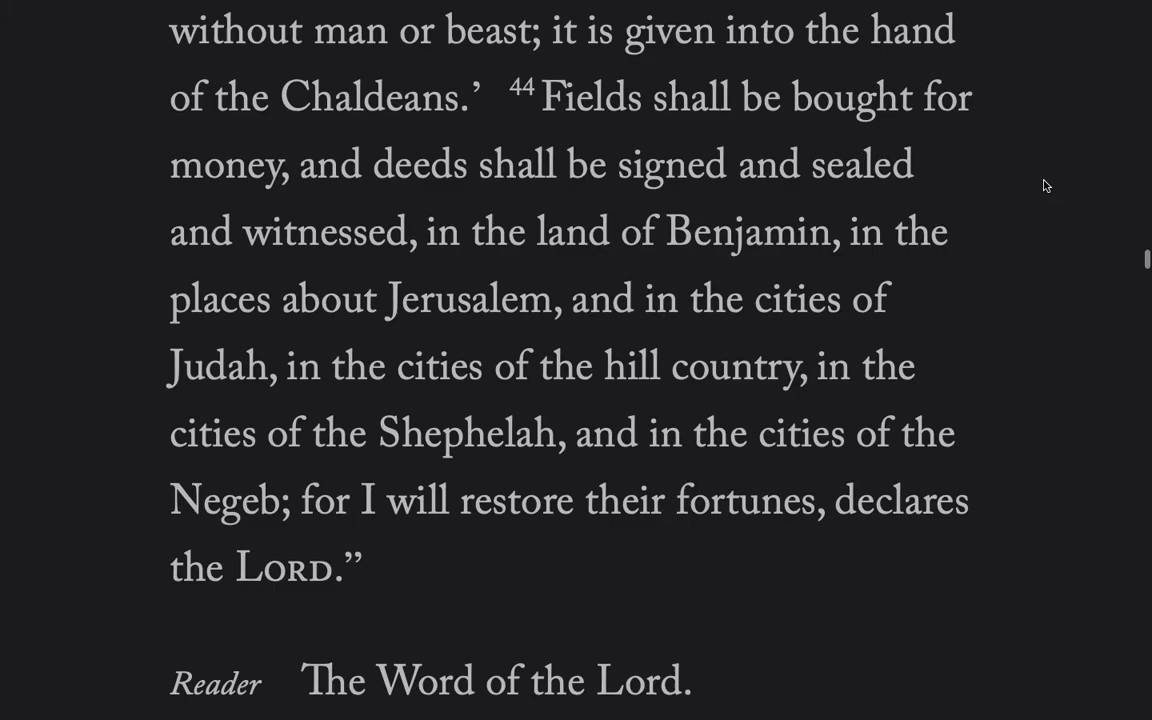 without man or beast; it is given into the hand
of the Chaldeans.’ 44 Fields shall be bought for
money, and deeds shall be signed and sealed
and witnessed, in the land of Benjamin, in the
places about Jerusalem, and in the cities of
Judah, in the cities of the hill country, in the
cities of the Shephelah, and in the cities of the
Negeb; for I will restore their fortunes, declares
the LORD.”
Reader The Word of the Lord.